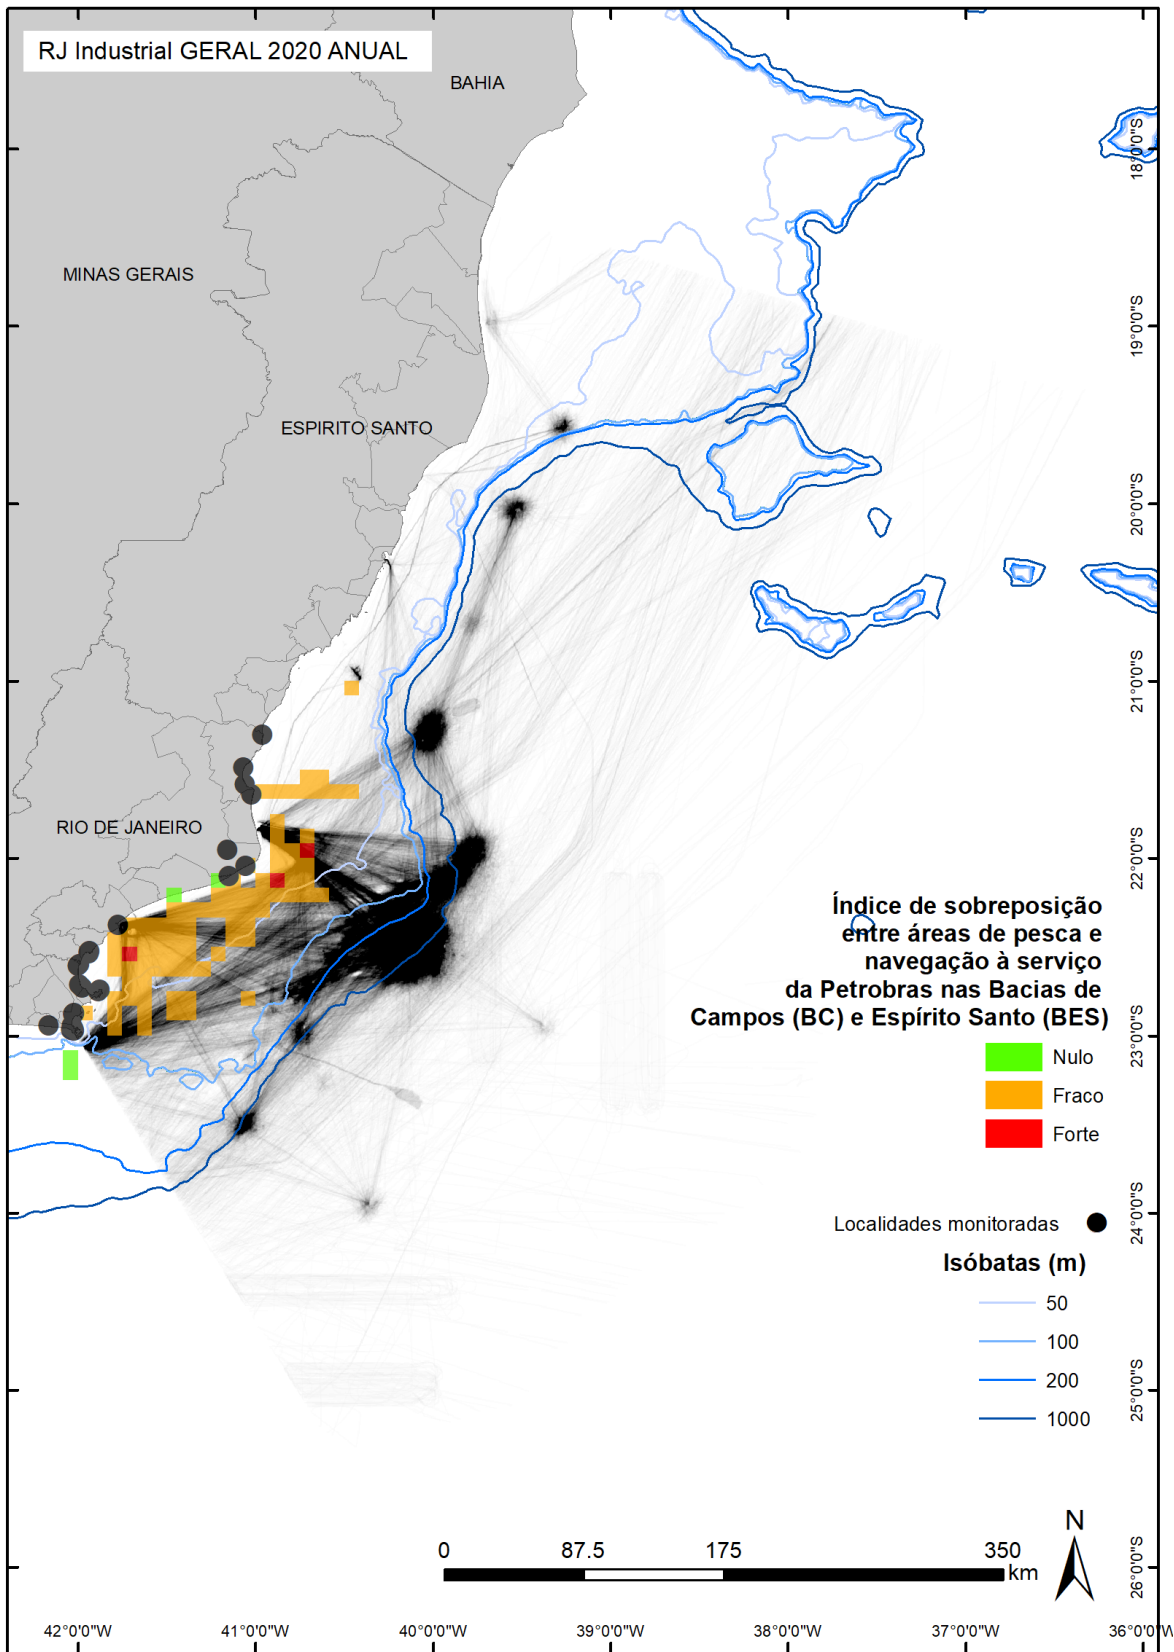 RJ Industrial GERAL 2020 ANUAL
BAHIA
MINAS GERAIS
ESPIRITO SANTO
RIO DE JANEIRO
18°0'0"S
19°0'0"S
20°0'0"S
21°0'0"S
22°0'0"S
23°0'0"S
24°0'0"S
25°0'0"S
26°0'0"S
Índice de sobreposição
entre áreas de pesca e
navegação à serviço
da Petrobras nas Bacias de
Campos (BC) e Espírito Santo (BES)
Nulo
Fraco
Forte
Localidades monitoradas
Isóbatas (m)
50
100
200
1000
N
0 87.5 175 350
km
42°0'0"W 41°0'0"W 40°0'0"W 39°0'0"W 38°0'0"W 37°0'0"W 36°0'0"W